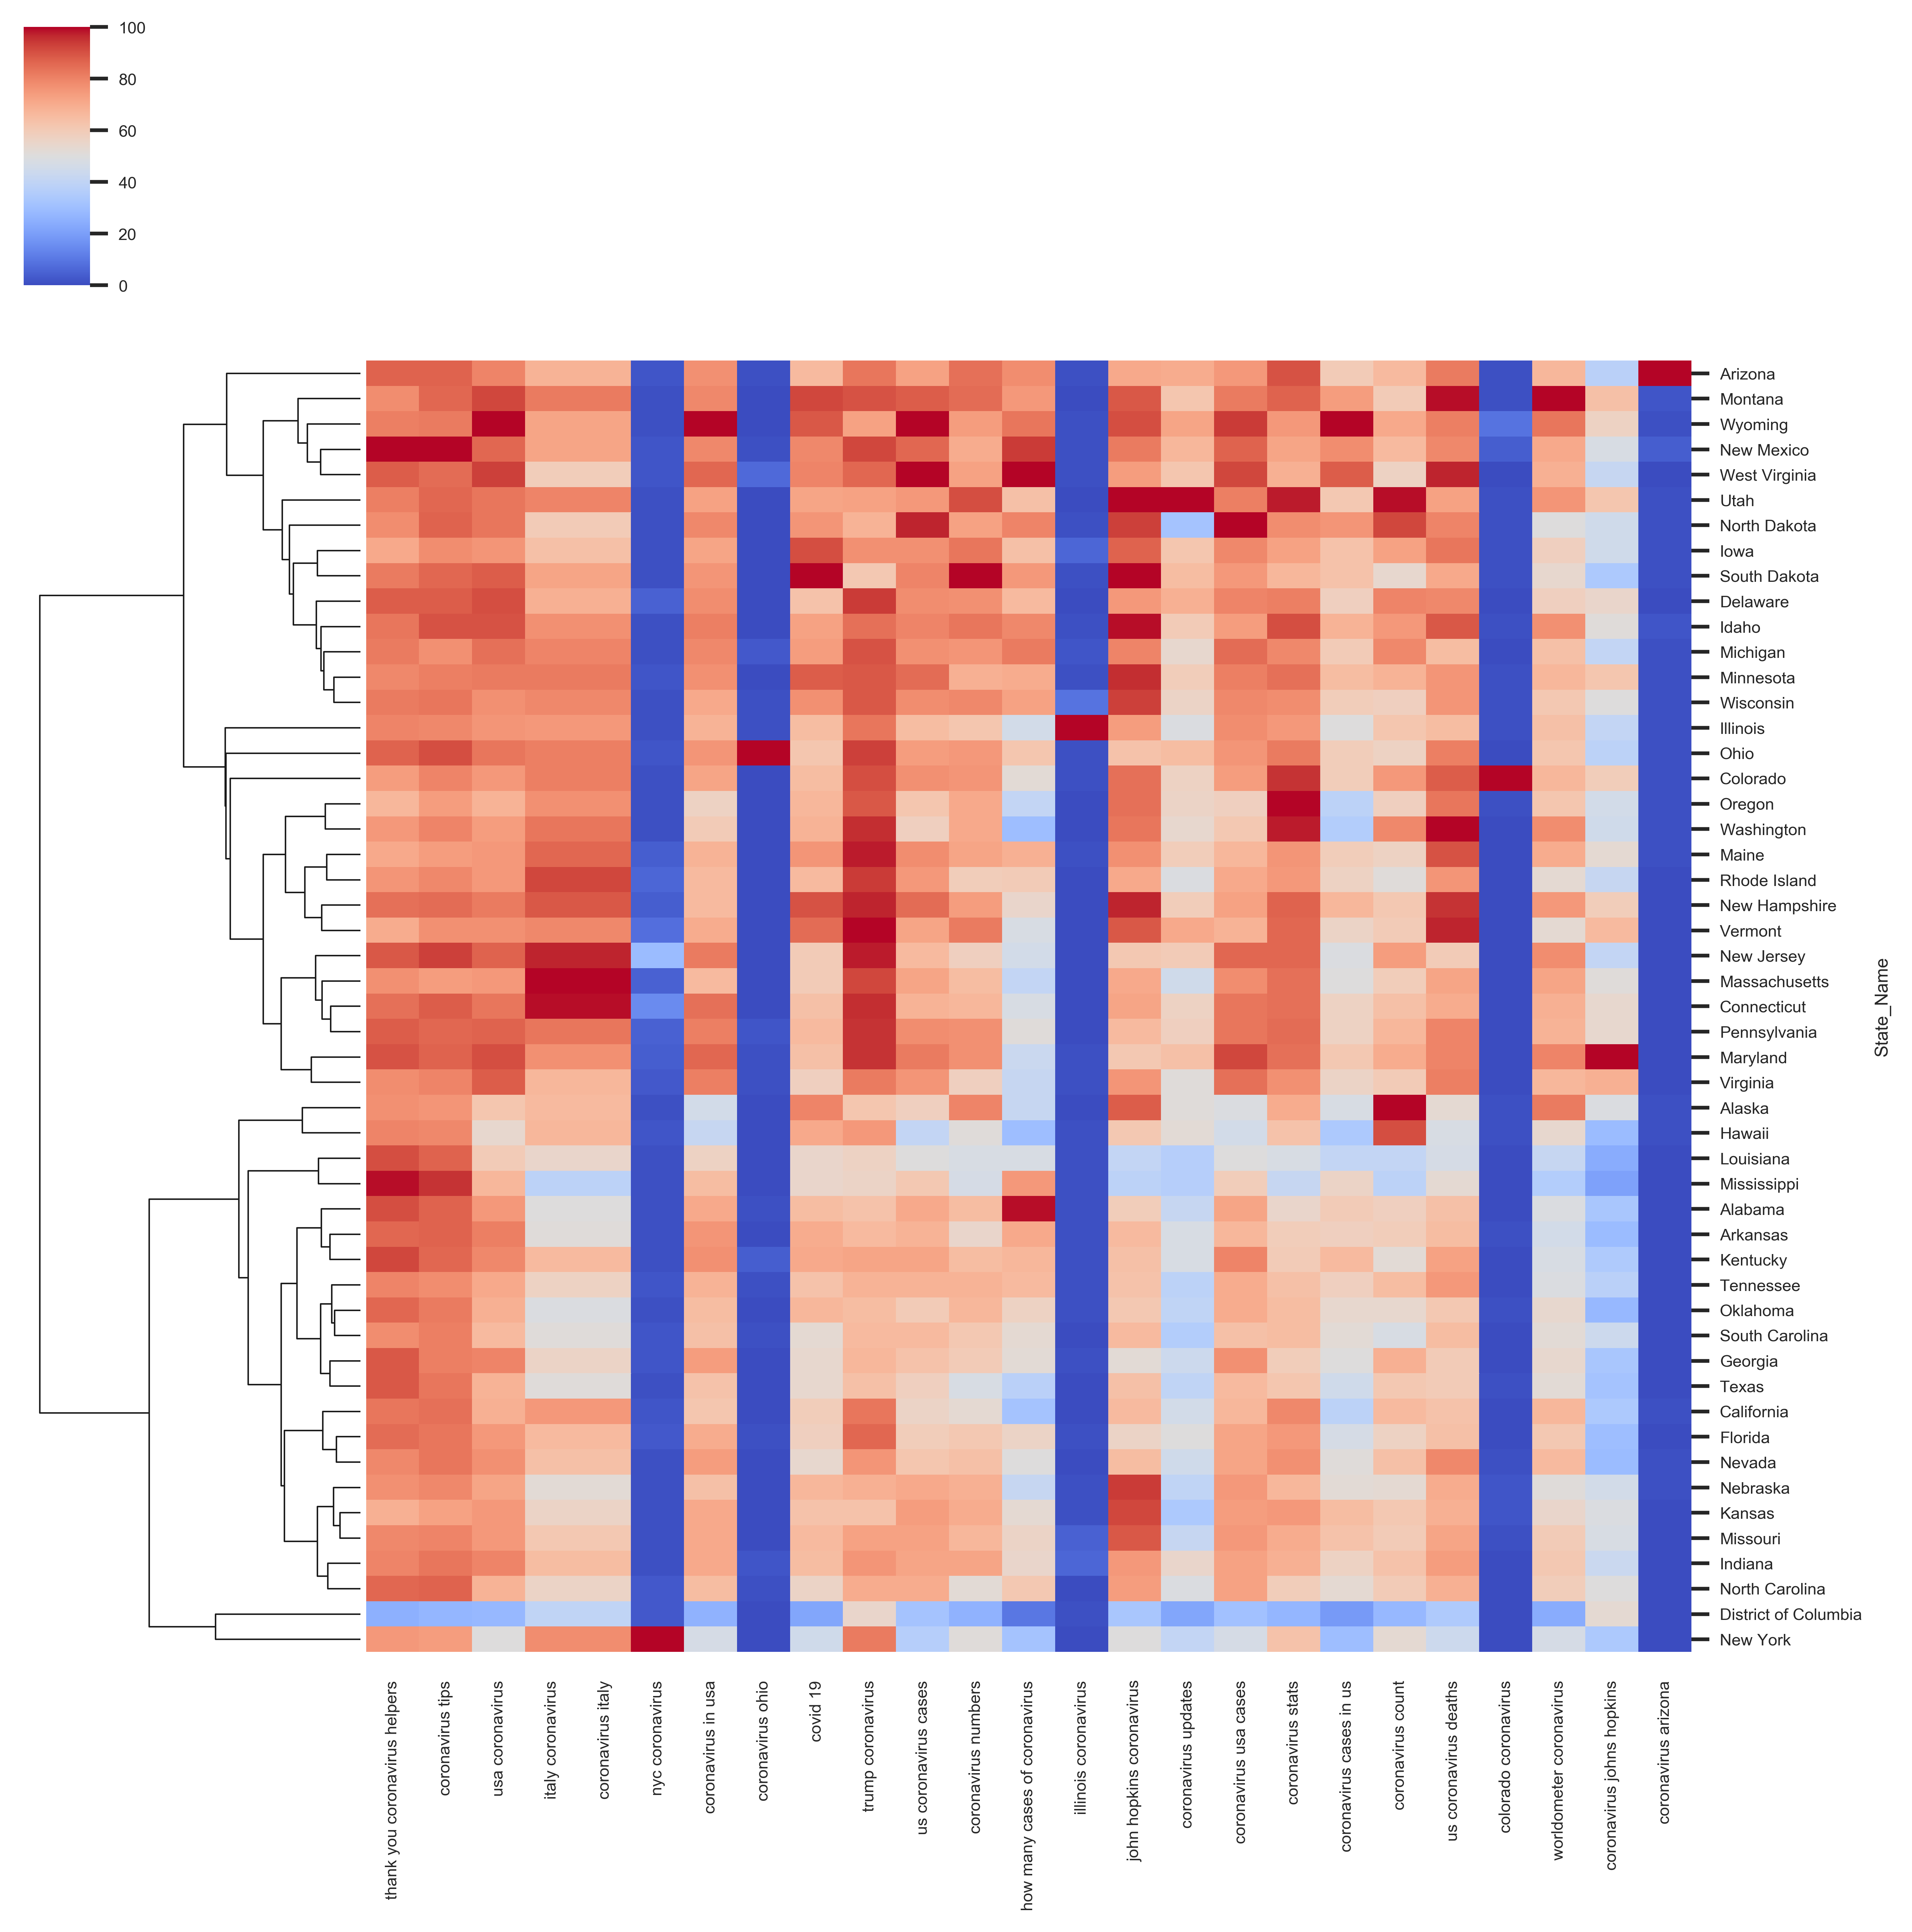 100
80
60
40
20
0
Arizona
Montana
Wyoming
New Mexico
West Virginia
Utah
North Dakota
Iowa
South Dakota
Delaware
Idaho
Michigan
Minnesota
Wisconsin
Illinois
Ohio
Colorado
Oregon
Washington
Maine
Rhode Island
New Hampshire
Vermont
New Jersey
Massachusetts
Connecticut
Pennsylvania
Maryland
Virginia
Alaska
Hawaii
Louisiana
Mississippi
Alabama
Arkansas
Kentucky
Tennessee
Oklahoma
South Carolina
Georgia
Texas
California
Florida
Nevada
Nebraska
Kansas
Missouri
Indiana
North Carolina
District of Columbia
New York
State_Name
thank you coronavirus helpers
coronavirus tips
usa coronavirus
italy coronavirus
coronavirus italy
nyc coronavirus
coronavirus in usa
coronavirus ohio
covid 19
trump coronavirus
us coronavirus cases
coronavirus numbers
how many cases of coronavirus
illinois coronavirus
john hopkins coronavirus
coronavirus updates
coronavirus usa cases
coronavirus stats
coronavirus cases in us
coronavirus count
us coronavirus deaths
colorado coronavirus
worldometer coronavirus
coronavirus johns hopkins
coronavirus arizona